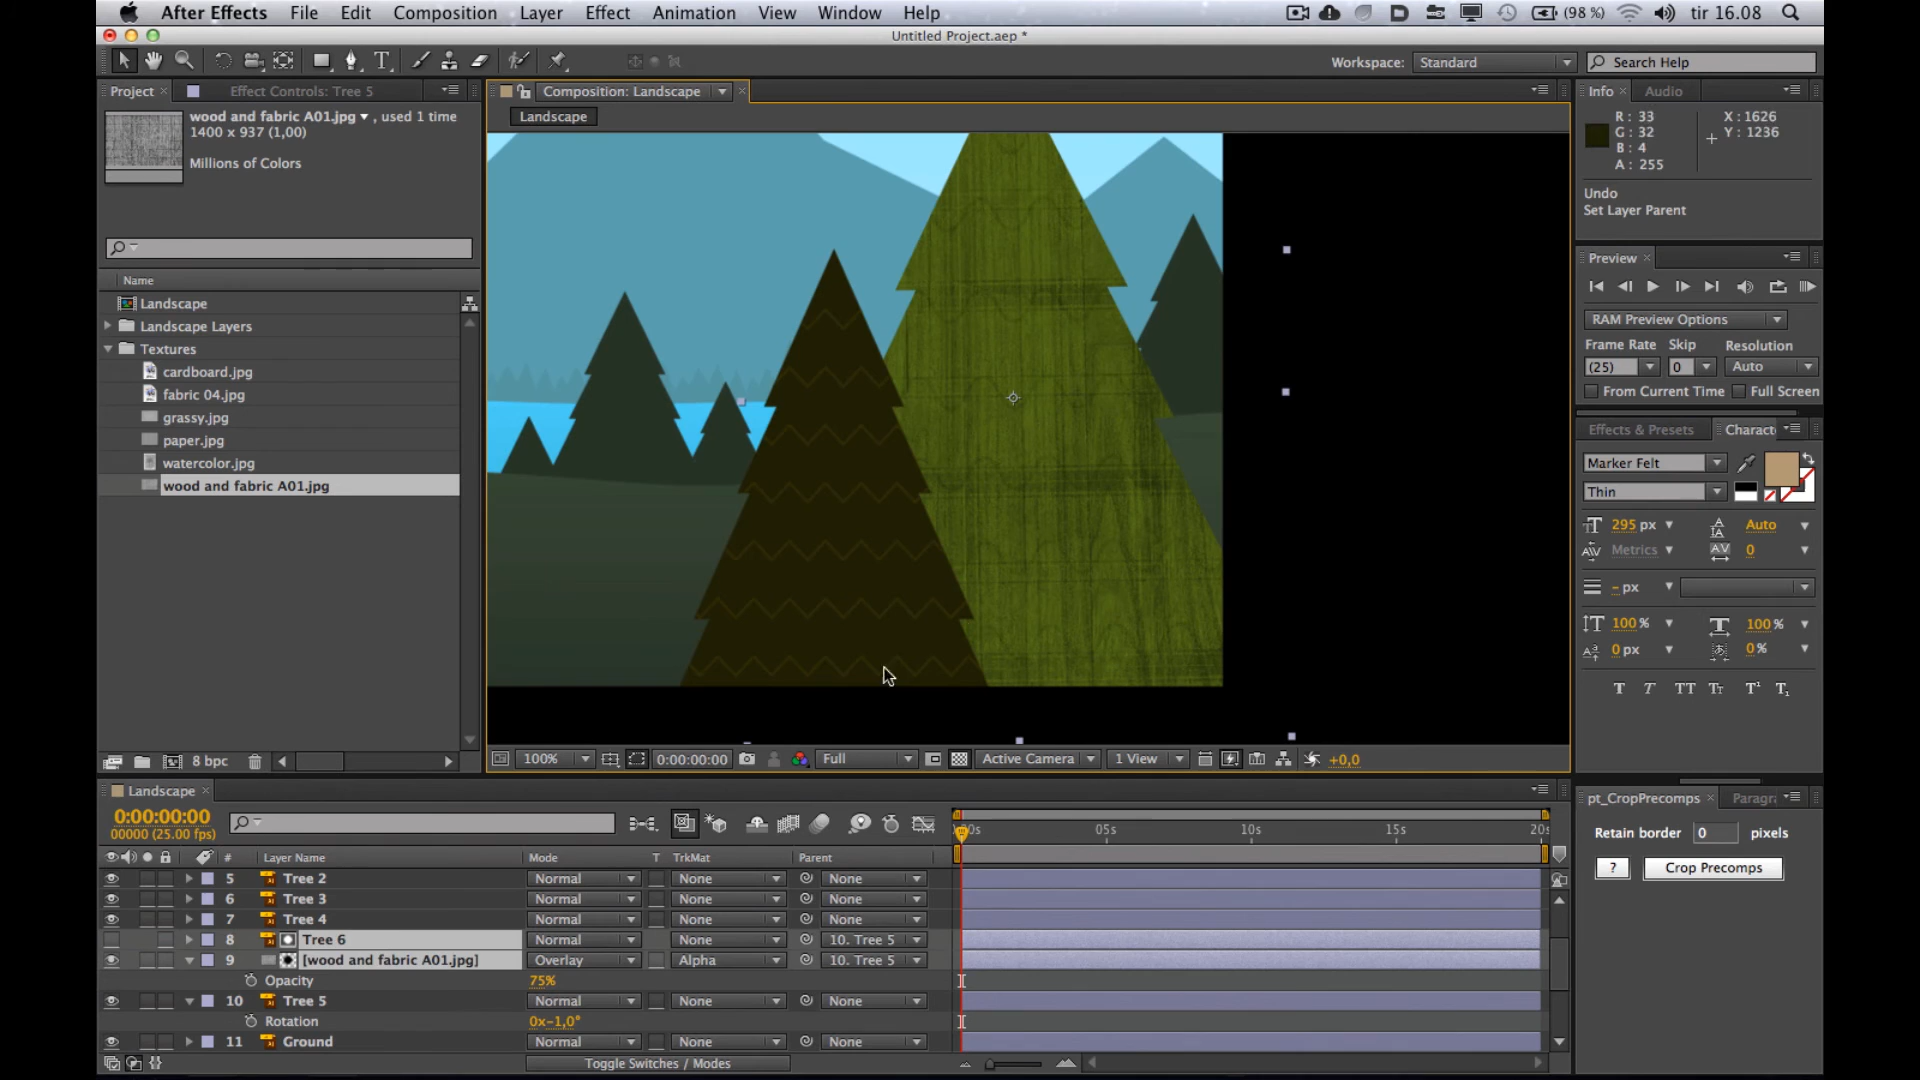 After Effects File Edit Composition Layer Effect Animation View Window Help (98 %) tir 16.08
Untitled Project.aep *
Workspace: Standard Search Help
Project Effect Controls: Tree 5
wood and fabric A01.jpg , used 1 time
1400 x 937 (1,00)
Millions of Colors
Name
Landscape
Landscape Layers
Textures
cardboard.jpg
fabric 04.jpg
grassy.jpg
paper.jpg
watercolor.jpg
wood and fabric A01.jpg
8 bpc
Composition: Landscape
Landscape
100% 0:00:00:00 Full Active Camera 1 View +0,0
Info Audio
R : 33 X : 1626
G : 32 Y : 1236
B : 4
A : 255
Undo
Set Layer Parent
Preview
RAM Preview Options
Frame Rate Skip Resolution
(25) 0 Auto
From Current Time Full Screen
Effects & Presets Charact
Marker Felt
Thin
295 px Auto
Metrics 0
- px
100 % 100 %
0 px 0 %
T T TT Tт T¹ T₁
Landscape
0:00:00:00
00000 (25.00 fps)
05s 10s 15s 20s
# Layer Name Mode T TrkMat Parent
5 Tree 2 Normal None None
6 Tree 3 Normal None None
7 Tree 4 Normal None None
8 Tree 6 Normal None 10. Tree 5
9 [wood and fabric A01.jpg] Overlay Alpha 10. Tree 5
Opacity 75%
10 Tree 5 Normal None None
Rotation 0x-1,0°
11 Ground Normal None None
Toggle Switches / Modes
pt_CropPrecomps Paragra
Retain border 0 pixels
? Crop Precomps